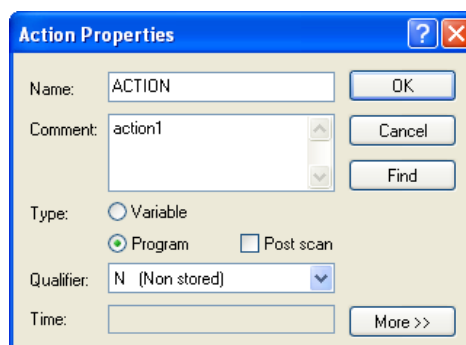 Action Properties
Name: ACTION OK
Comment: action1 Cancel
Find
Type: Variable
Program Post scan
Qualifier: N (Non stored)
Time: More >>